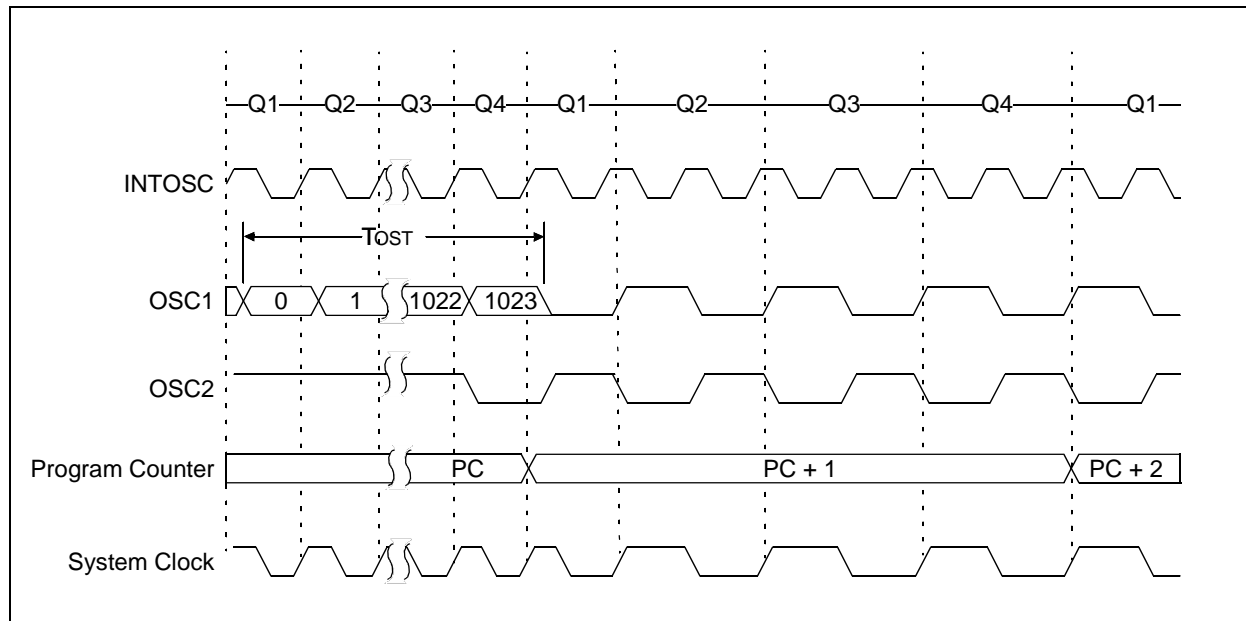 Q1 Q2 Q3 Q4 Q1 Q2 Q3 Q4 Q1
INTOSC
TOST
OSC1 0 1 1022 1023
OSC2
Program Counter PC PC + 1 PC + 2
System Clock